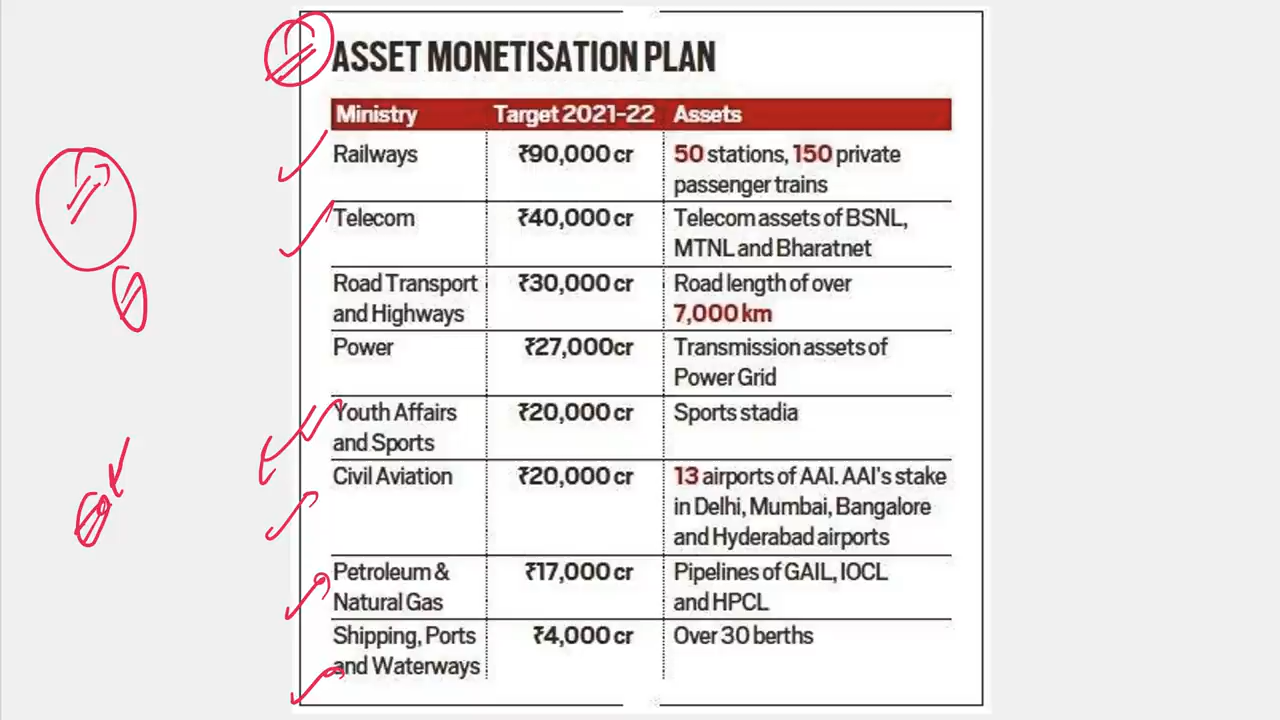 ASSET MONETISATION PLAN
Ministry Target 2021-22 Assets
Railways ₹90,000 cr 50 stations, 150 private
passenger trains
Telecom ₹40,000 cr Telecom assets of BSNL,
MTNL and Bharatnet
Road Transport ₹30,000 cr Road length of over
and Highways 7,000 km
Power ₹27,000cr Transmission assets of
Power Grid
Youth Affairs ₹20,000 cr Sports stadia
and Sports
Civil Aviation ₹20,000 cr 13 airports of AAI. AAI's stake
in Delhi, Mumbai, Bangalore
and Hyderabad airports
Petroleum & ₹17,000 cr Pipelines of GAIL, IOCL
Natural Gas and HPCL
Shipping, Ports ₹4,000 cr Over 30 berths
and Waterways